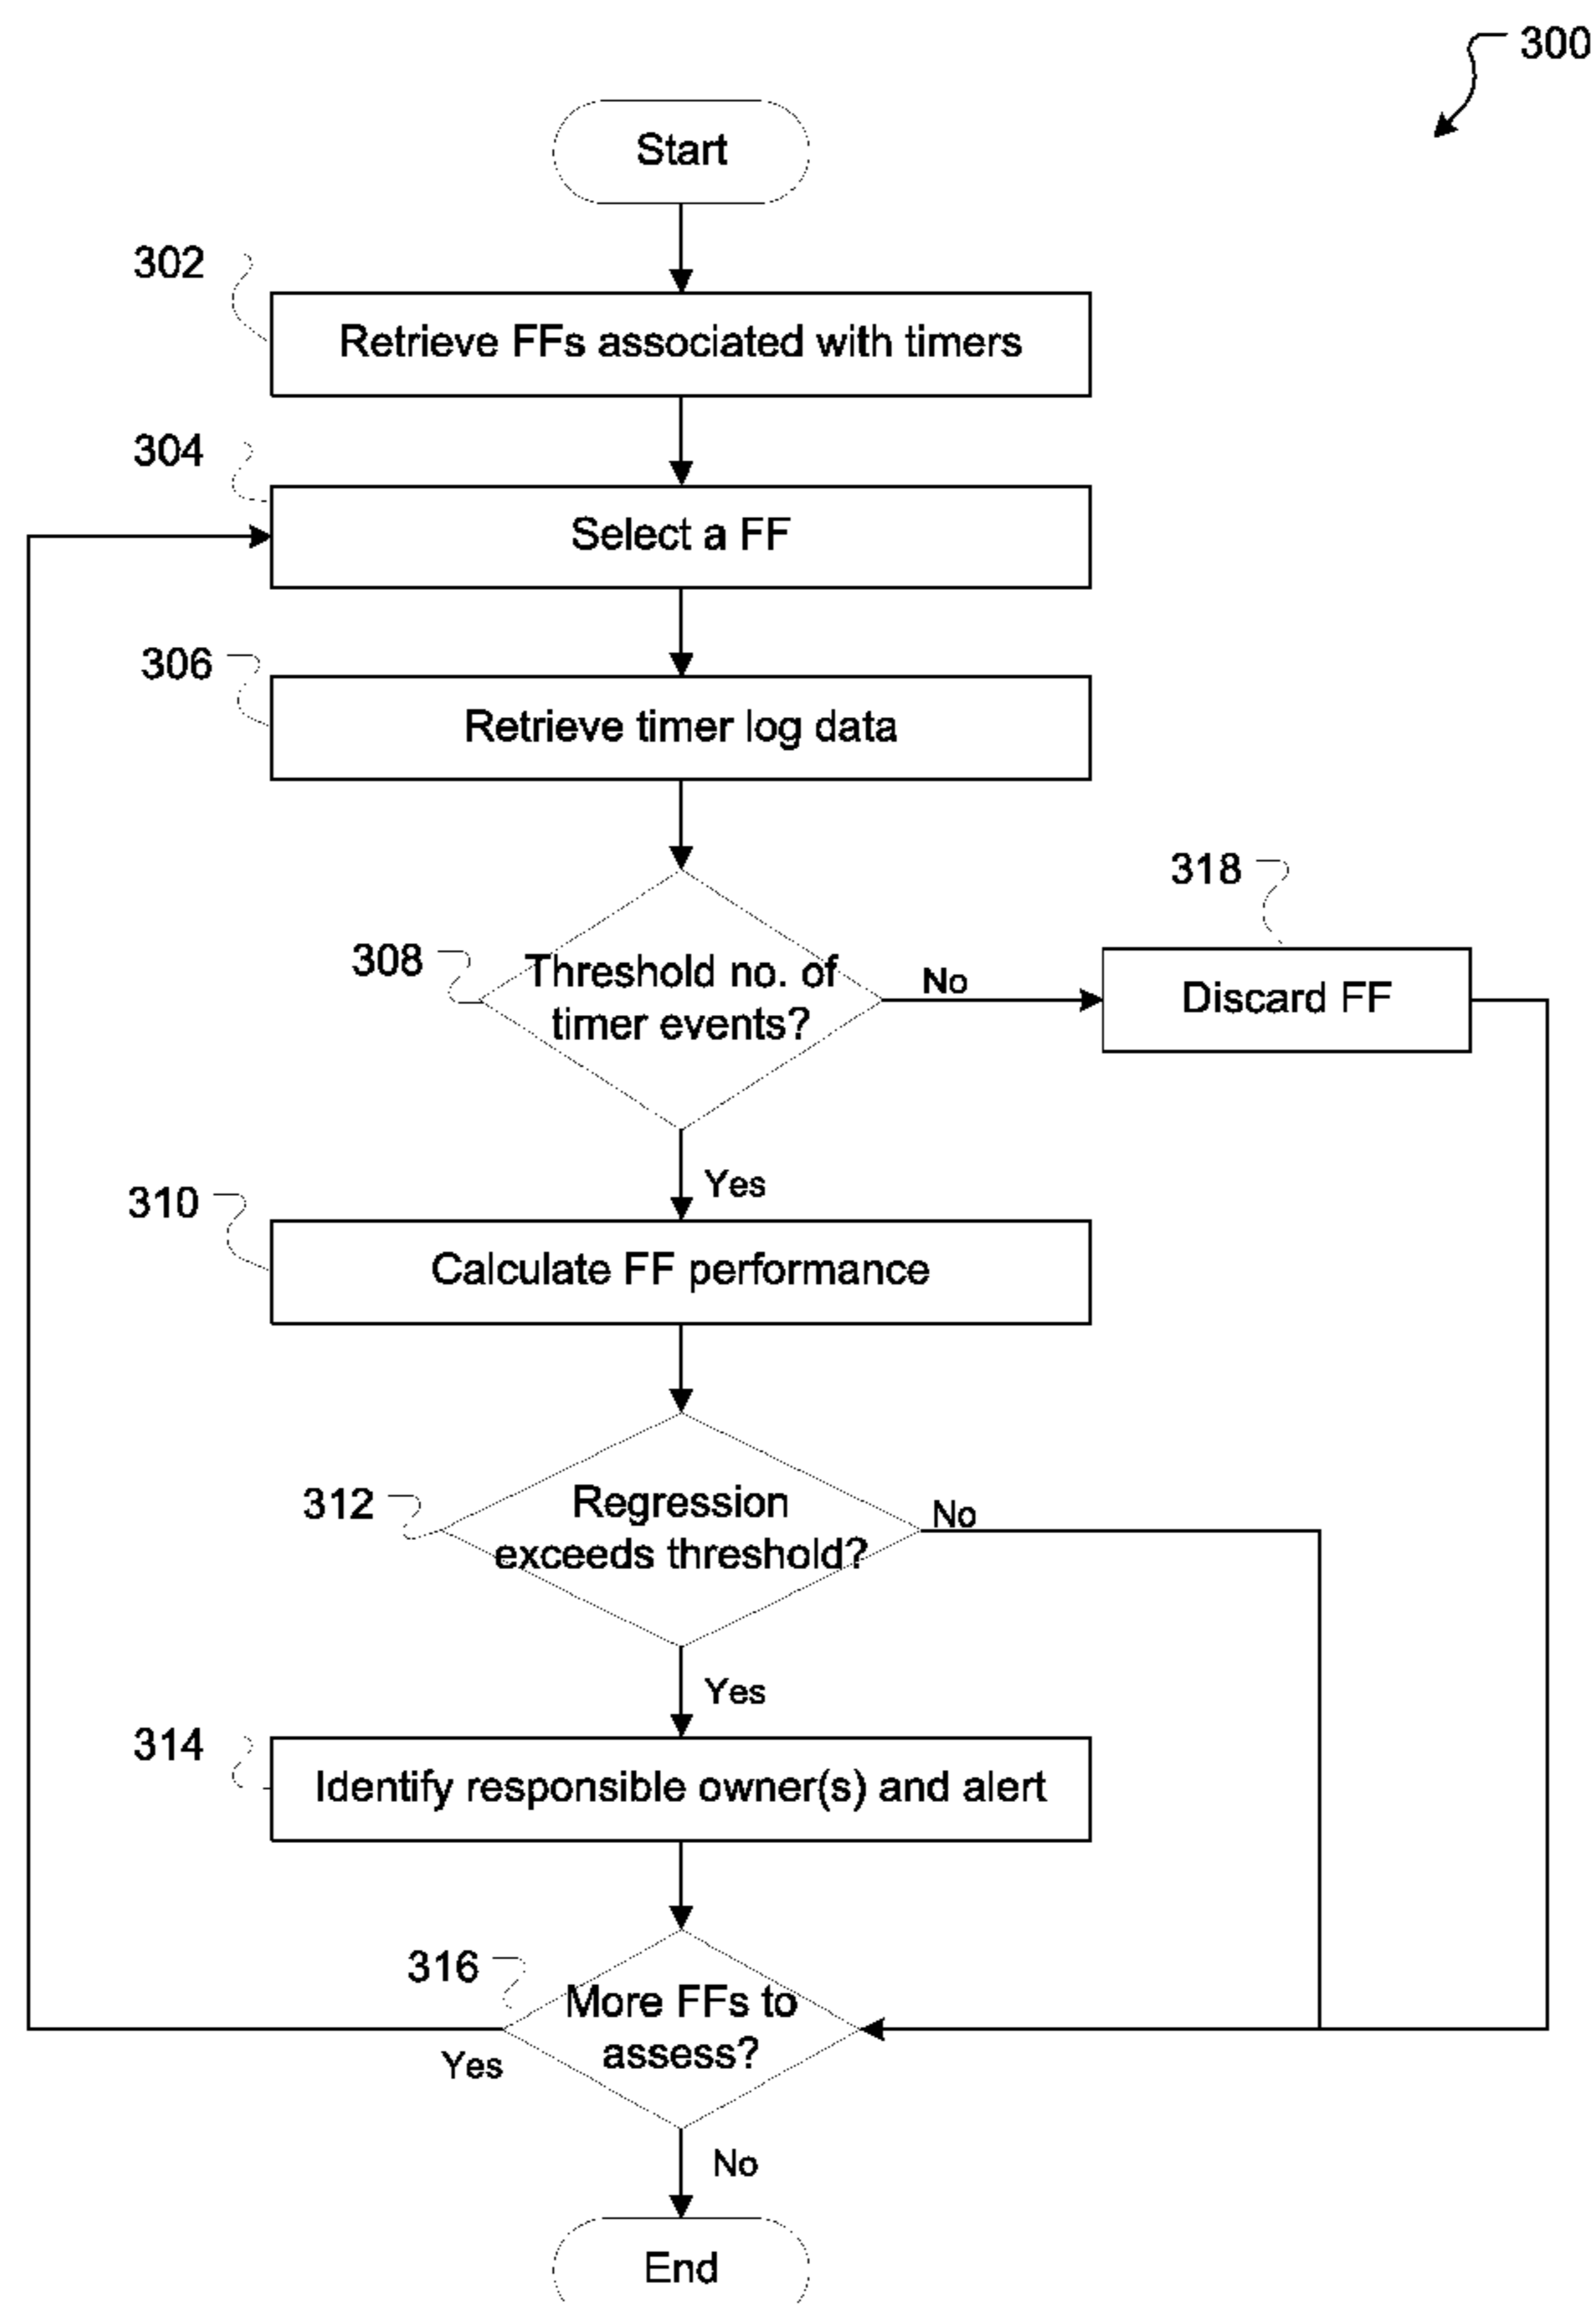 300
Start
302
Retrieve FFs associated with timers
304
Select a FF
306
Retrieve timer log data
308
Threshold no. of
timer events?
No
318
Discard FF
Yes
310
Calculate FF performance
312
Regression
exceeds threshold?
No
Yes
314
Identify responsible owner(s) and alert
316
More FFs to
assess?
Yes
No
End